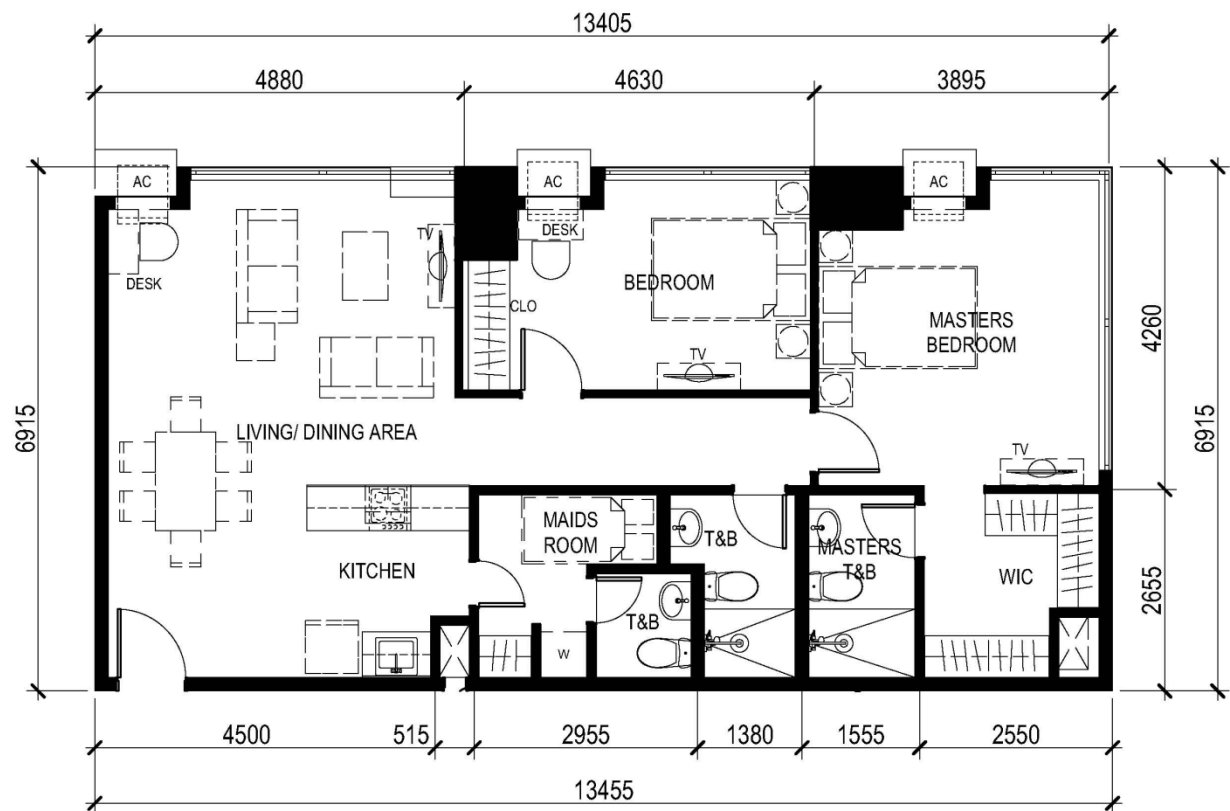 13405
4880
4630
3895
AC
AC
AC
DESK
TV
DESK
CLO
BEDROOM
TV
MASTERS
BEDROOM
TV
4260
6915
6915
LIVING/ DINING AREA
MAIDS
ROOM
T&B
MASTERS
T&B
KITCHEN
WIC
T&B
W
2655
4500
515
2955
1380
1555
2550
13455